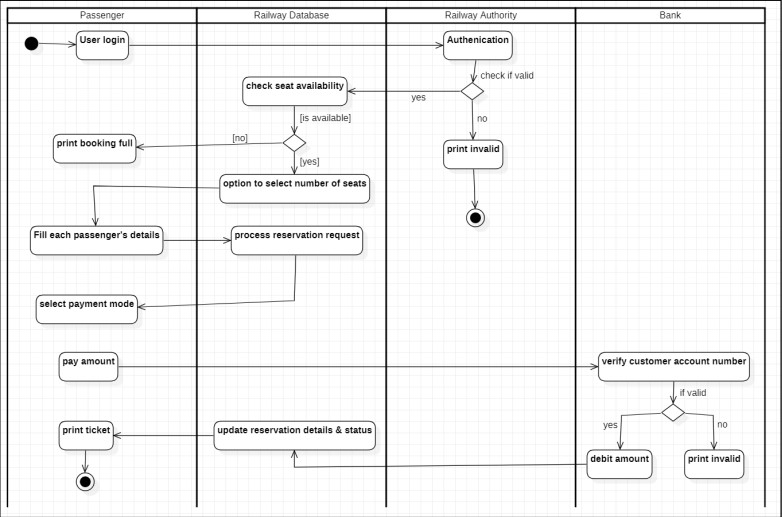 Passenger
Railway Database
Railway Authority
Bank
User login
Authenication
check if valid
check seat availability
yes
[is available]
no
[no]
print booking full
print invalid
[yes]
option to select number of seats
Fill each passenger's details
process reservation request
select payment mode
pay amount
verify customer account number
if valid
yes
no
print ticket
update reservation details & status
debit amount
print invalid